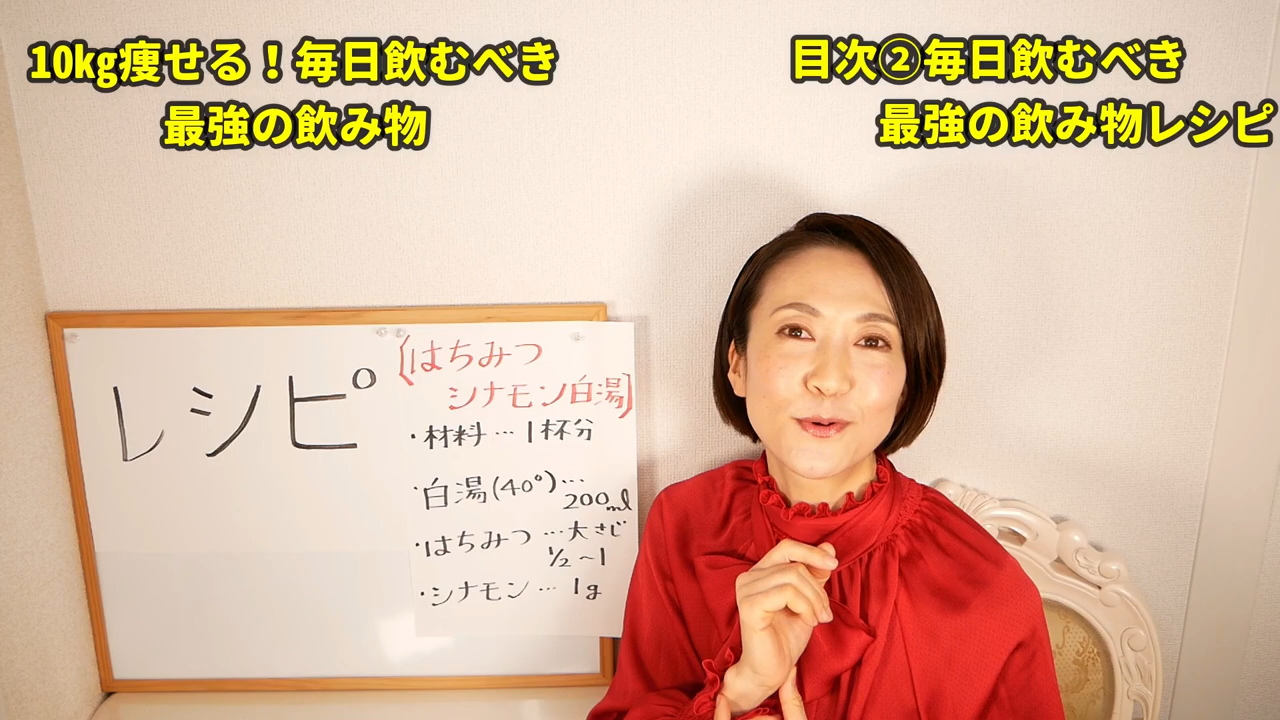 10kg痩せる！毎日飲むべき
最強の飲み物
目次②毎日飲むべき
最強の飲み物レシピ
レシピ
[はちみつ
シナモン白湯]
・材料…1杯分
・白湯(40°)…
200ml
・はちみつ…大さじ
1/2～1
・シナモン…1g